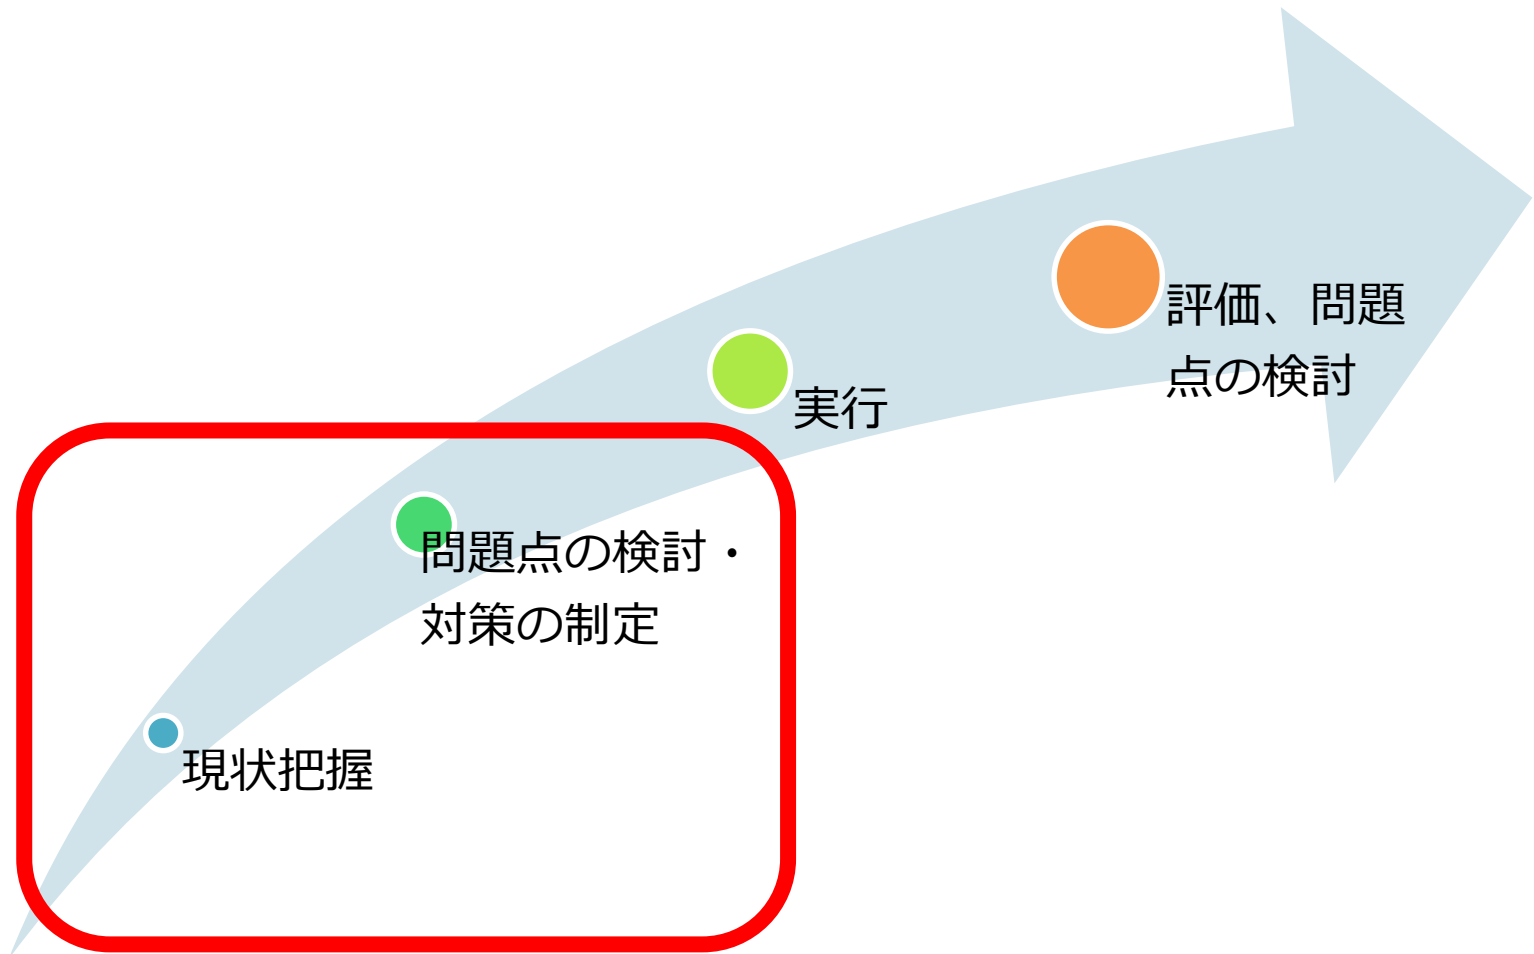 現状把握
問題点の検討・
対策の制定
実行
評価、問題
点の検討